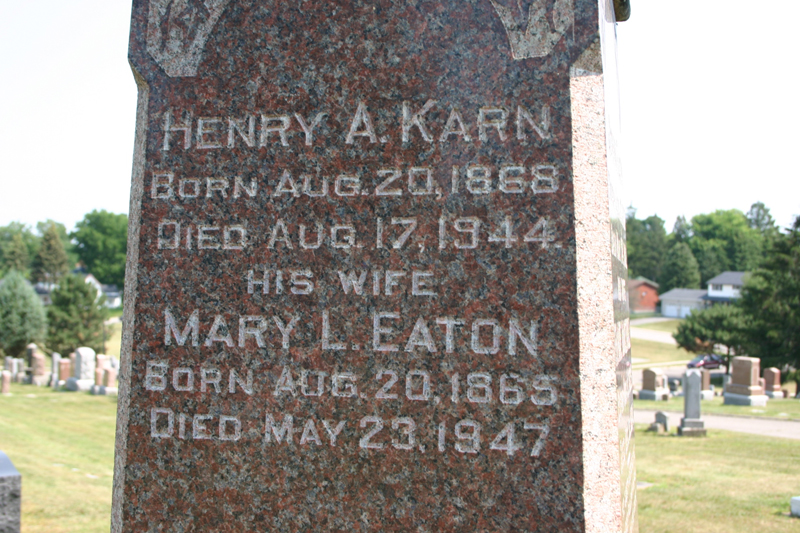 HENRY A. KARN
BORN AUG. 20, 1868
DIED AUG. 17, 1944
HIS WIFE
MARY L. EATON
BORN AUG. 20, 1865
DIED MAY 23, 1947